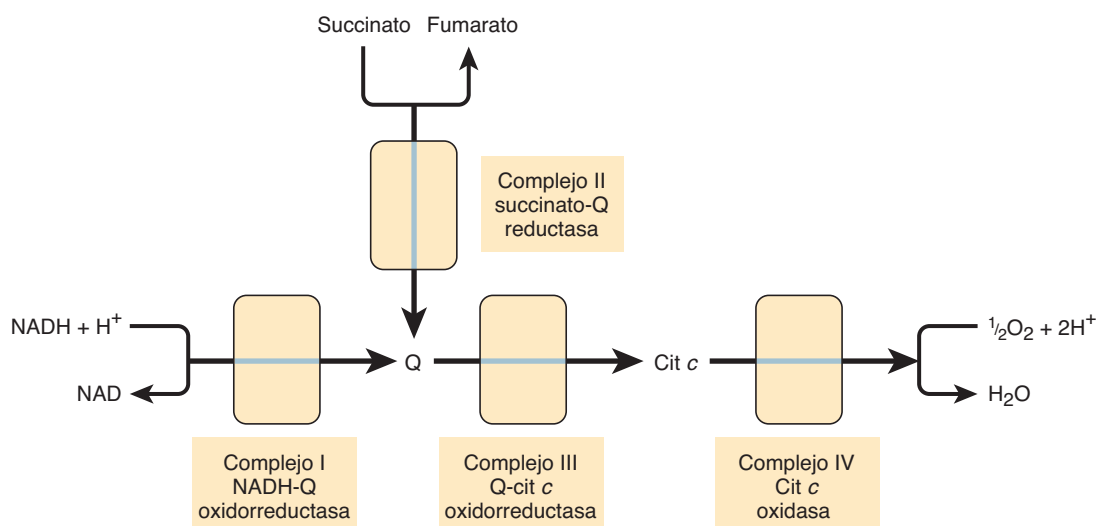 Succinato Fumarato
Complejo II
succinato-Q
reductasa
NADH + H⁺
NAD
Q
Cit c
½O₂ + 2H⁺
H₂O
Complejo I
NADH-Q
oxidorreductasa
Complejo III
Q-cit c
oxidorreductasa
Complejo IV
Cit c
oxidasa